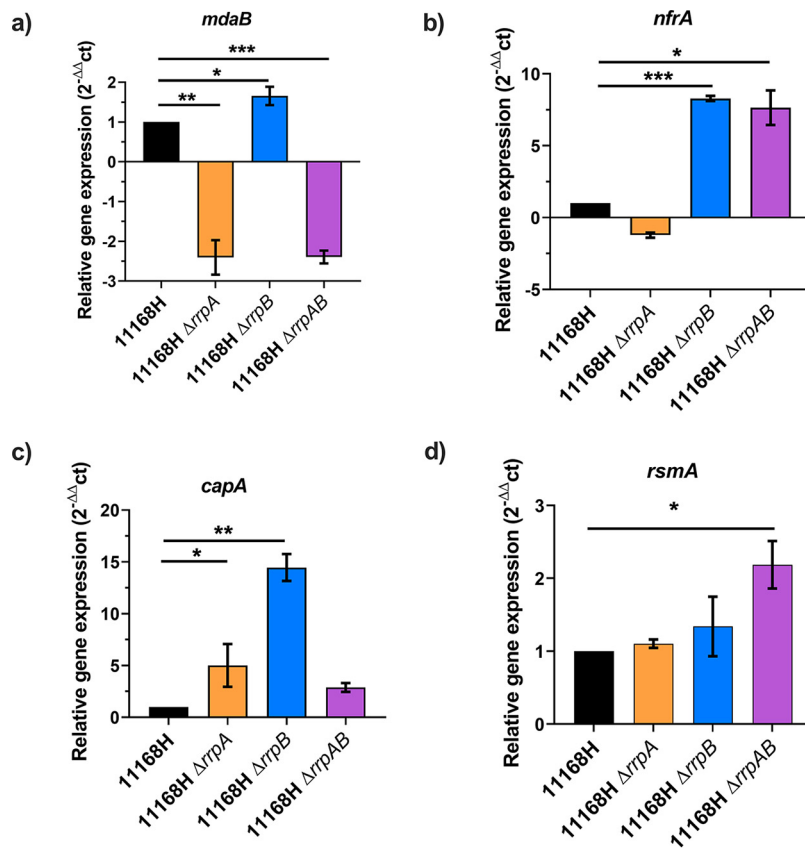 a)
mdaB
Relative gene expression (2^-ΔΔct)
***
*
**
2
1
0
-1
-2
-3
11168H
11168H ΔrrpA
11168H ΔrrpB
11168H ΔrrpAB
b)
nfrA
Relative gene expression (2^-ΔΔct)
*
***
10
5
0
-5
11168H
11168H ΔrrpA
11168H ΔrrpB
11168H ΔrrpAB
c)
capA
Relative gene expression (2^-ΔΔct)
**
*
20
15
10
5
0
11168H
11168H ΔrrpA
11168H ΔrrpB
11168H ΔrrpAB
d)
rsmA
Relative gene expression (2^-ΔΔct)
*
3
2
1
0
11168H
11168H ΔrrpA
11168H ΔrrpB
11168H ΔrrpAB